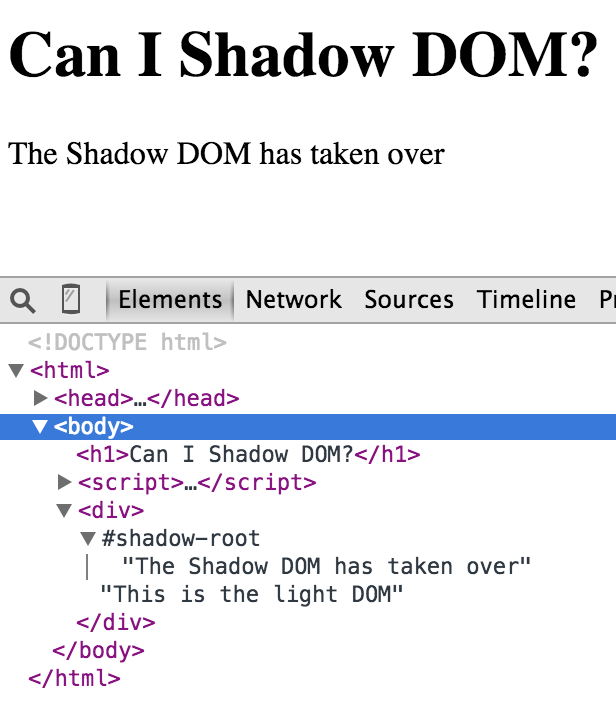 Can I Shadow DOM?
The Shadow DOM has taken over
Elements Network Sources Timeline
<!DOCTYPE html>
<html>
<head>…</head>
<body>
<h1>Can I Shadow DOM?</h1>
<script>…</script>
<div>
#shadow-root
"The Shadow DOM has taken over"
"This is the light DOM"
</div>
</body>
</html>